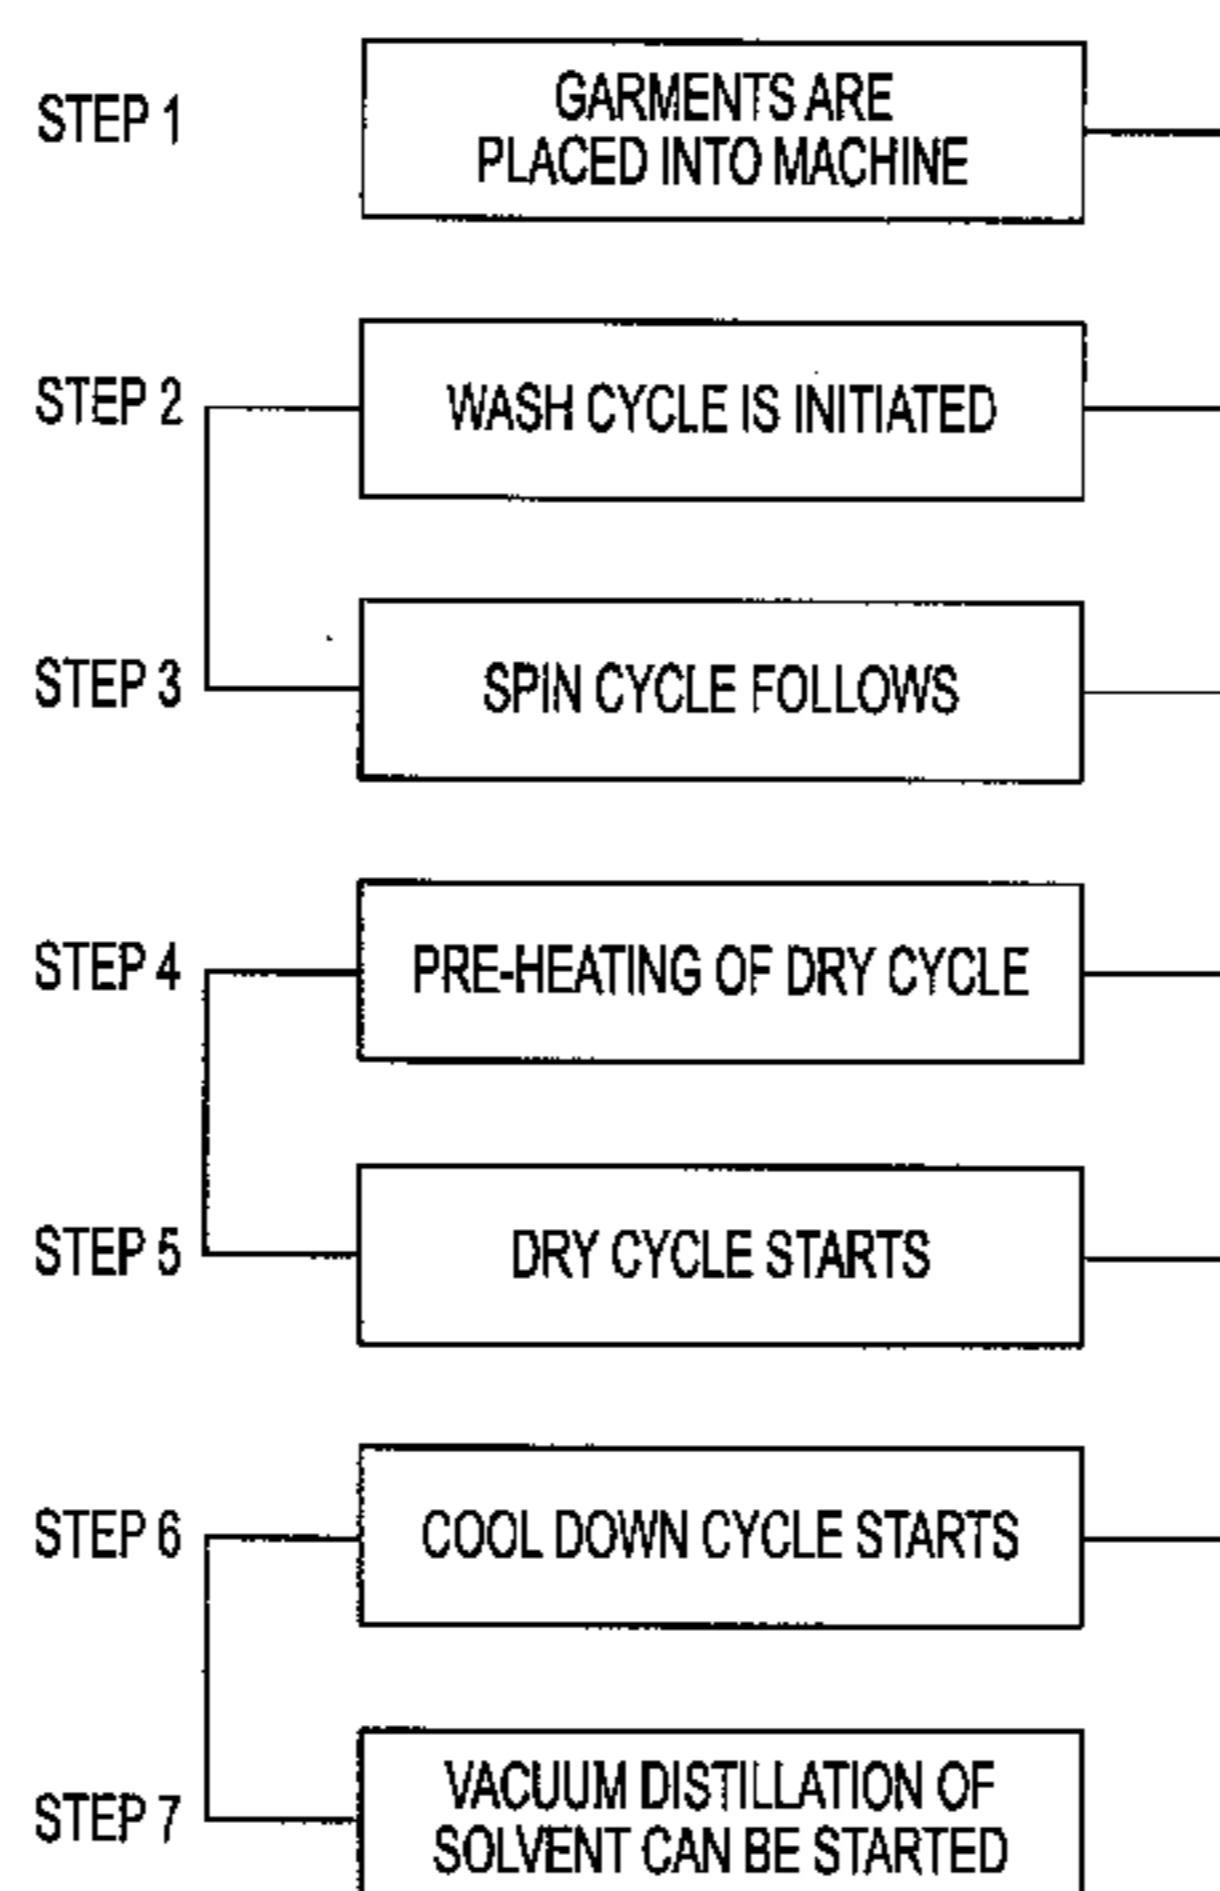 STEP 1
GARMENTS ARE
PLACED INTO MACHINE
STEP 2
WASH CYCLE IS INITIATED
STEP 3
SPIN CYCLE FOLLOWS
STEP 4
PRE-HEATING OF DRY CYCLE
STEP 5
DRY CYCLE STARTS
STEP 6
COOL DOWN CYCLE STARTS
STEP 7
VACUUM DISTILLATION OF
SOLVENT CAN BE STARTED